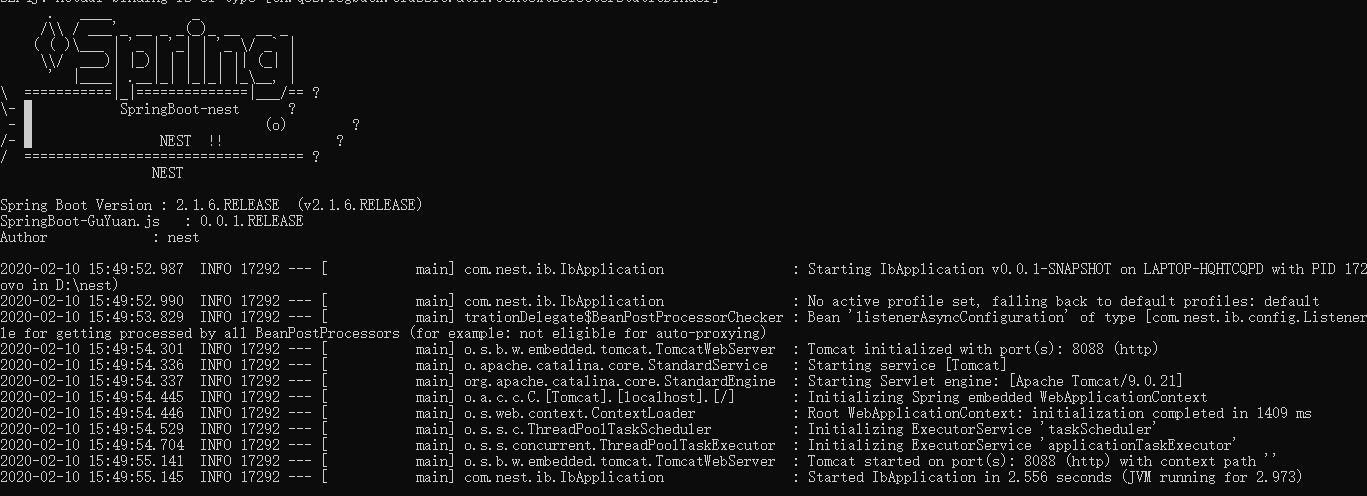 SpringBoot-nest ?
(o) ?
NEST !! ?
NEST
Spring Boot Version : 2.1.6.RELEASE (v2.1.6.RELEASE)
SpringBoot-GuYuan.js : 0.0.1.RELEASE
Author : nest
2020-02-10 15:49:52.987 INFO 17292 --- [ main] com.nest.ib.IbApplication : Starting IbApplication v0.0.1-SNAPSHOT on LAPTOP-HQHTCQPD with PID 172
ovo in D:\nest)
2020-02-10 15:49:52.990 INFO 17292 --- [ main] com.nest.ib.IbApplication : No active profile set, falling back to default profiles: default
2020-02-10 15:49:53.829 INFO 17292 --- [ main] trationDelegate$BeanPostProcessorChecker : Bean 'listenerAsyncConfiguration' of type [com.nest.ib.config.Listener
le for getting processed by all BeanPostProcessors (for example: not eligible for auto-proxying)
2020-02-10 15:49:54.301 INFO 17292 --- [ main] o.s.b.w.embedded.tomcat.TomcatWebServer : Tomcat initialized with port(s): 8088 (http)
2020-02-10 15:49:54.336 INFO 17292 --- [ main] o.apache.catalina.core.StandardService : Starting service [Tomcat]
2020-02-10 15:49:54.337 INFO 17292 --- [ main] org.apache.catalina.core.StandardEngine : Starting Servlet engine: [Apache Tomcat/9.0.21]
2020-02-10 15:49:54.445 INFO 17292 --- [ main] o.a.c.c.C.[Tomcat].[localhost].[/] : Initializing Spring embedded WebApplicationContext
2020-02-10 15:49:54.446 INFO 17292 --- [ main] o.s.web.context.ContextLoader : Root WebApplicationContext: initialization completed in 1409 ms
2020-02-10 15:49:54.529 INFO 17292 --- [ main] o.s.s.c.ThreadPoolTaskScheduler : Initializing ExecutorService 'taskScheduler'
2020-02-10 15:49:54.704 INFO 17292 --- [ main] o.s.s.concurrent.ThreadPoolTaskExecutor : Initializing ExecutorService 'applicationTaskExecutor'
2020-02-10 15:49:55.141 INFO 17292 --- [ main] o.s.b.w.embedded.tomcat.TomcatWebServer : Tomcat started on port(s): 8088 (http) with context path ''
2020-02-10 15:49:55.145 INFO 17292 --- [ main] com.nest.ib.IbApplication : Started IbApplication in 2.556 seconds (JVM running for 2.973)